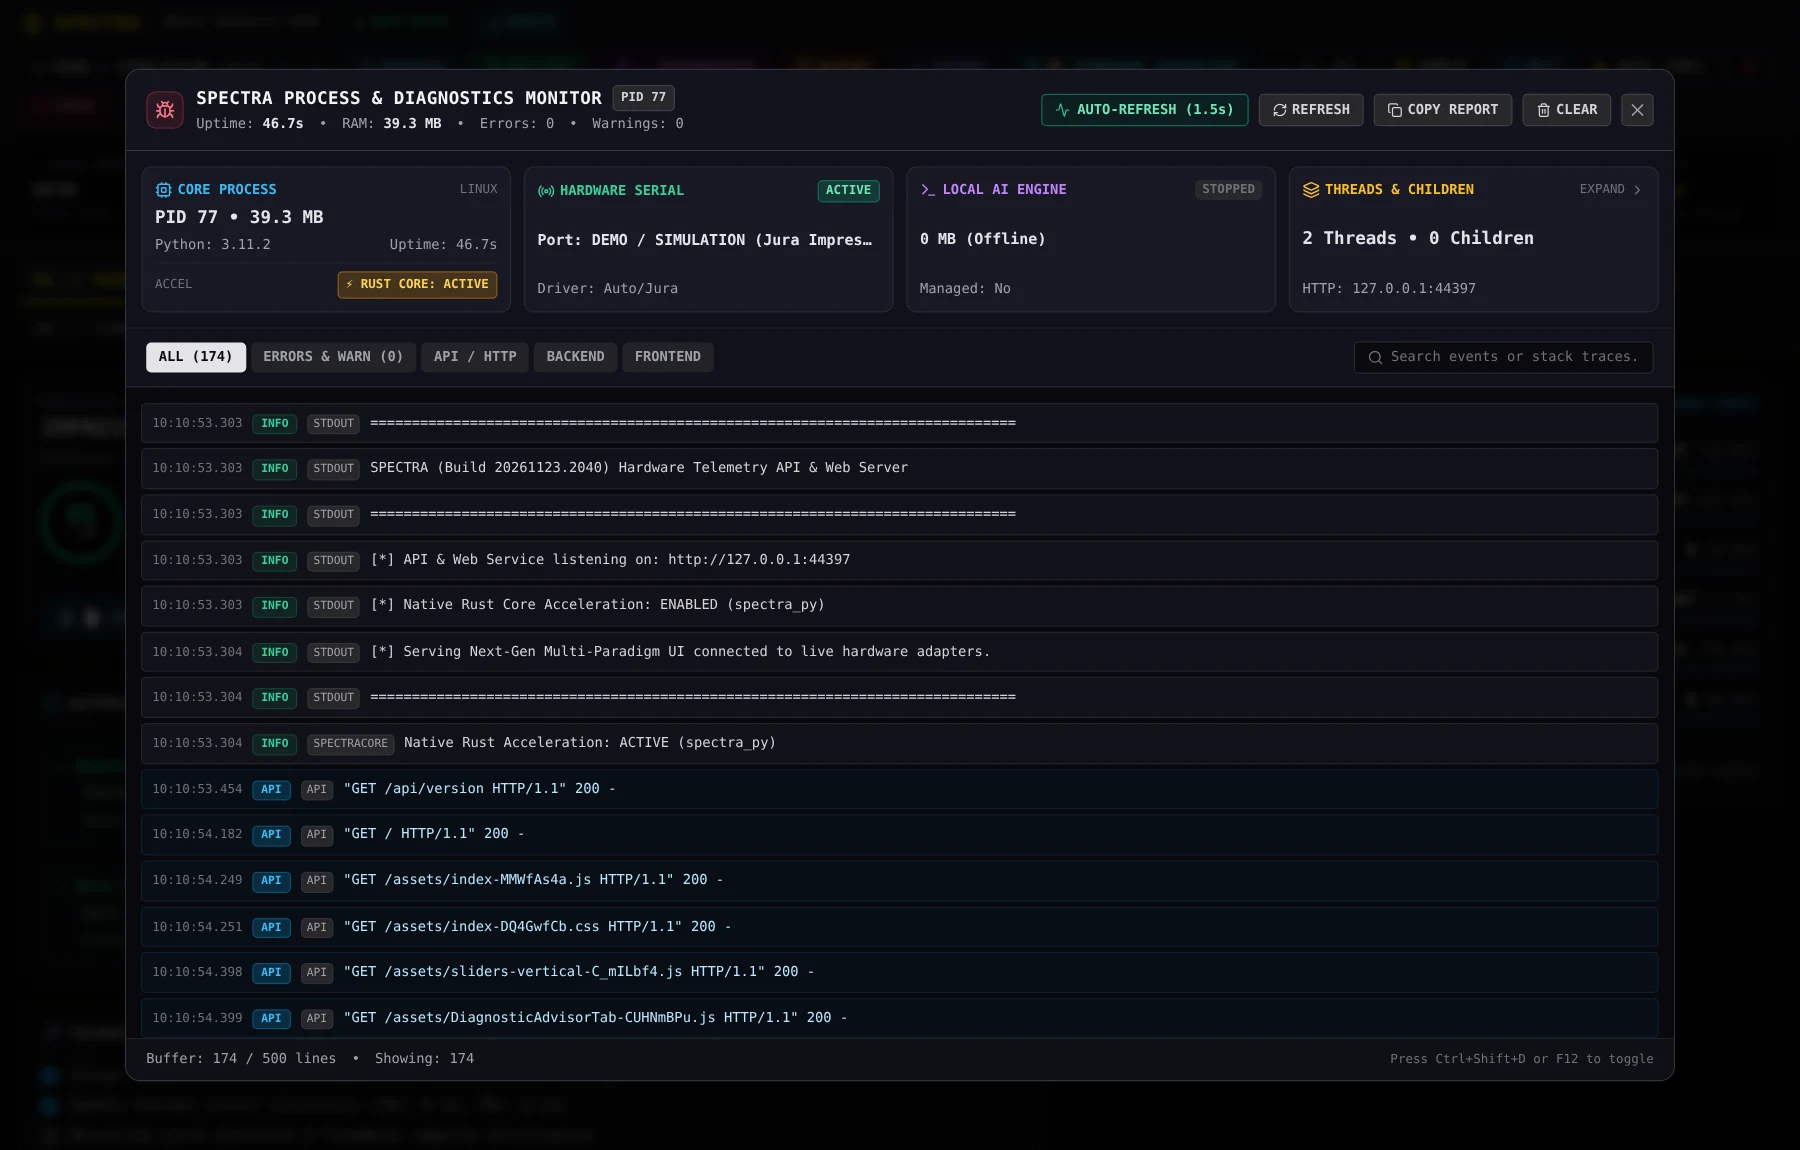 SPECTRA PROCESS & DIAGNOSTICS MONITOR PID 77
Uptime: 46.7s • RAM: 39.3 MB • Errors: 0 • Warnings: 0
AUTO-REFRESH (1.5s) REFRESH COPY REPORT CLEAR
CORE PROCESS LINUX
PID 77 • 39.3 MB
Python: 3.11.2 Uptime: 46.7s
ACCEL ⚡ RUST CORE: ACTIVE
HARDWARE SERIAL ACTIVE
Port: DEMO / SIMULATION (Jura Impres…
Driver: Auto/Jura
LOCAL AI ENGINE STOPPED
0 MB (Offline)
Managed: No
THREADS & CHILDREN EXPAND
2 Threads • 0 Children
HTTP: 127.0.0.1:44397
ALL (174) ERRORS & WARN (0) API / HTTP BACKEND FRONTEND
Search events or stack traces.
10:10:53.303 INFO STDOUT ==============================================================================
10:10:53.303 INFO STDOUT SPECTRA (Build 20261123.2040) Hardware Telemetry API & Web Server
10:10:53.303 INFO STDOUT ==============================================================================
10:10:53.303 INFO STDOUT [*] API & Web Service listening on: http://127.0.0.1:44397
10:10:53.303 INFO STDOUT [*] Native Rust Core Acceleration: ENABLED (spectra_py)
10:10:53.304 INFO STDOUT [*] Serving Next-Gen Multi-Paradigm UI connected to live hardware adapters.
10:10:53.304 INFO STDOUT ==============================================================================
10:10:53.304 INFO SPECTRACORE Native Rust Acceleration: ACTIVE (spectra_py)
10:10:53.454 API API "GET /api/version HTTP/1.1" 200 -
10:10:54.182 API API "GET / HTTP/1.1" 200 -
10:10:54.249 API API "GET /assets/index-MMWfAs4a.js HTTP/1.1" 200 -
10:10:54.251 API API "GET /assets/index-DQ4GwfCb.css HTTP/1.1" 200 -
10:10:54.398 API API "GET /assets/sliders-vertical-C_mILbf4.js HTTP/1.1" 200 -
10:10:54.399 API API "GET /assets/DiagnosticAdvisorTab-CUHNmBPu.js HTTP/1.1" 200 -
Buffer: 174 / 500 lines • Showing: 174
Press Ctrl+Shift+D or F12 to toggle